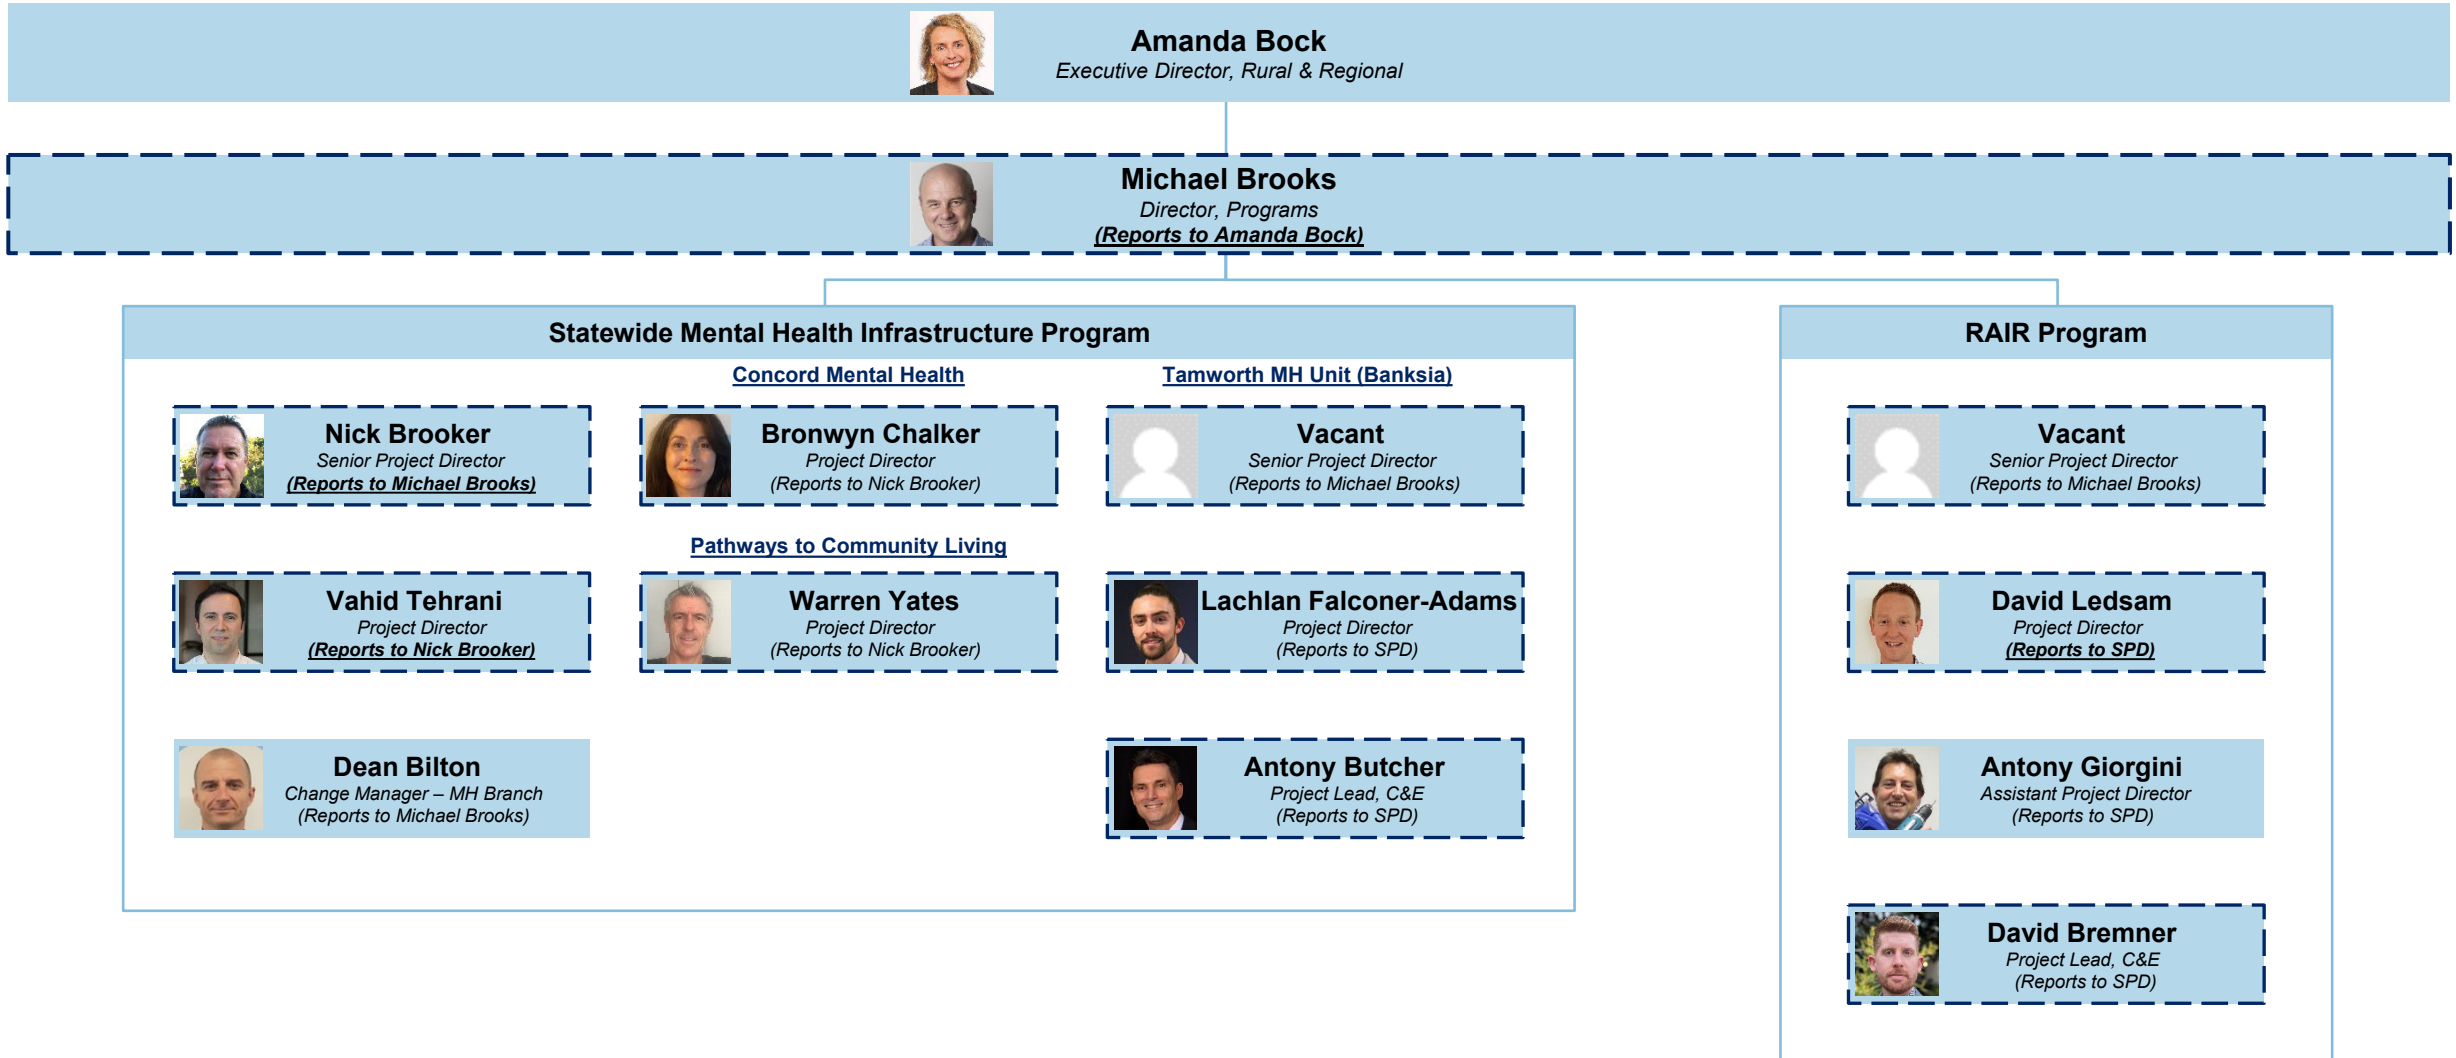 Amanda Bock
Executive Director, Rural & Regional
Michael Brooks
Director, Programs
(Reports to Amanda Bock)
Statewide Mental Health Infrastructure Program
Nick Brooker
Senior Project Director
(Reports to Michael Brooks)
Vahid Tehrani
Project Director
(Reports to Nick Brooker)
Dean Bilton
Change Manager – MH Branch
(Reports to Michael Brooks)
Concord Mental Health
Bronwyn Chalker
Project Director
(Reports to Nick Brooker)
Pathways to Community Living
Warren Yates
Project Director
(Reports to Nick Brooker)
Tamworth MH Unit (Banksia)
Vacant
Senior Project Director
(Reports to Michael Brooks)
Lachlan Falconer-Adams
Project Director
(Reports to SPD)
Antony Butcher
Project Lead, C&E
(Reports to SPD)
RAIR Program
Vacant
Senior Project Director
(Reports to Michael Brooks)
David Ledsam
Project Director
(Reports to SPD)
Antony Giorgini
Assistant Project Director
(Reports to SPD)
David Bremner
Project Lead, C&E
(Reports to SPD)